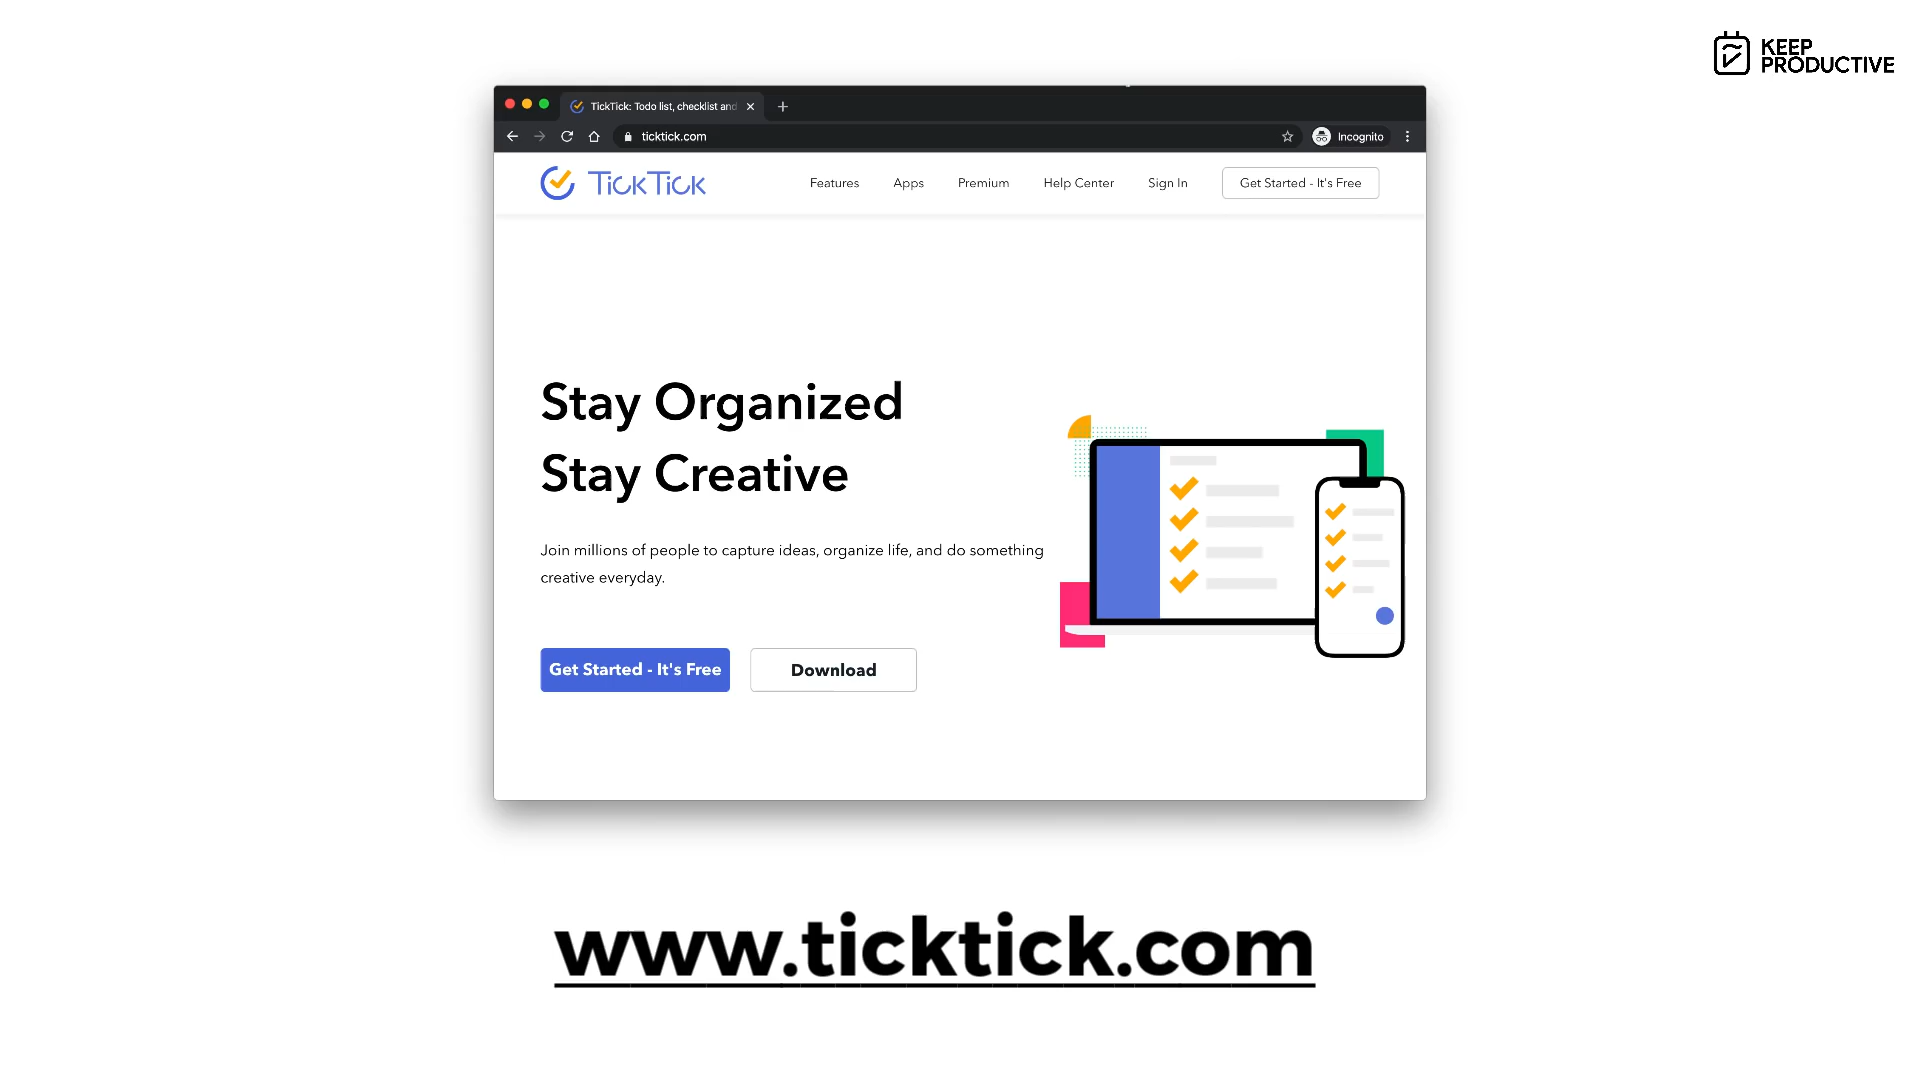 KEEP
PRODUCTIVE
TickTick: Todo list, checklist and
ticktick.com
Incognito
TickTick
Features
Apps
Premium
Help Center
Sign In
Get Started - It's Free
Stay Organized
Stay Creative
Join millions of people to capture ideas, organize life, and do something
creative everyday.
Get Started - It's Free
Download
www.ticktick.com